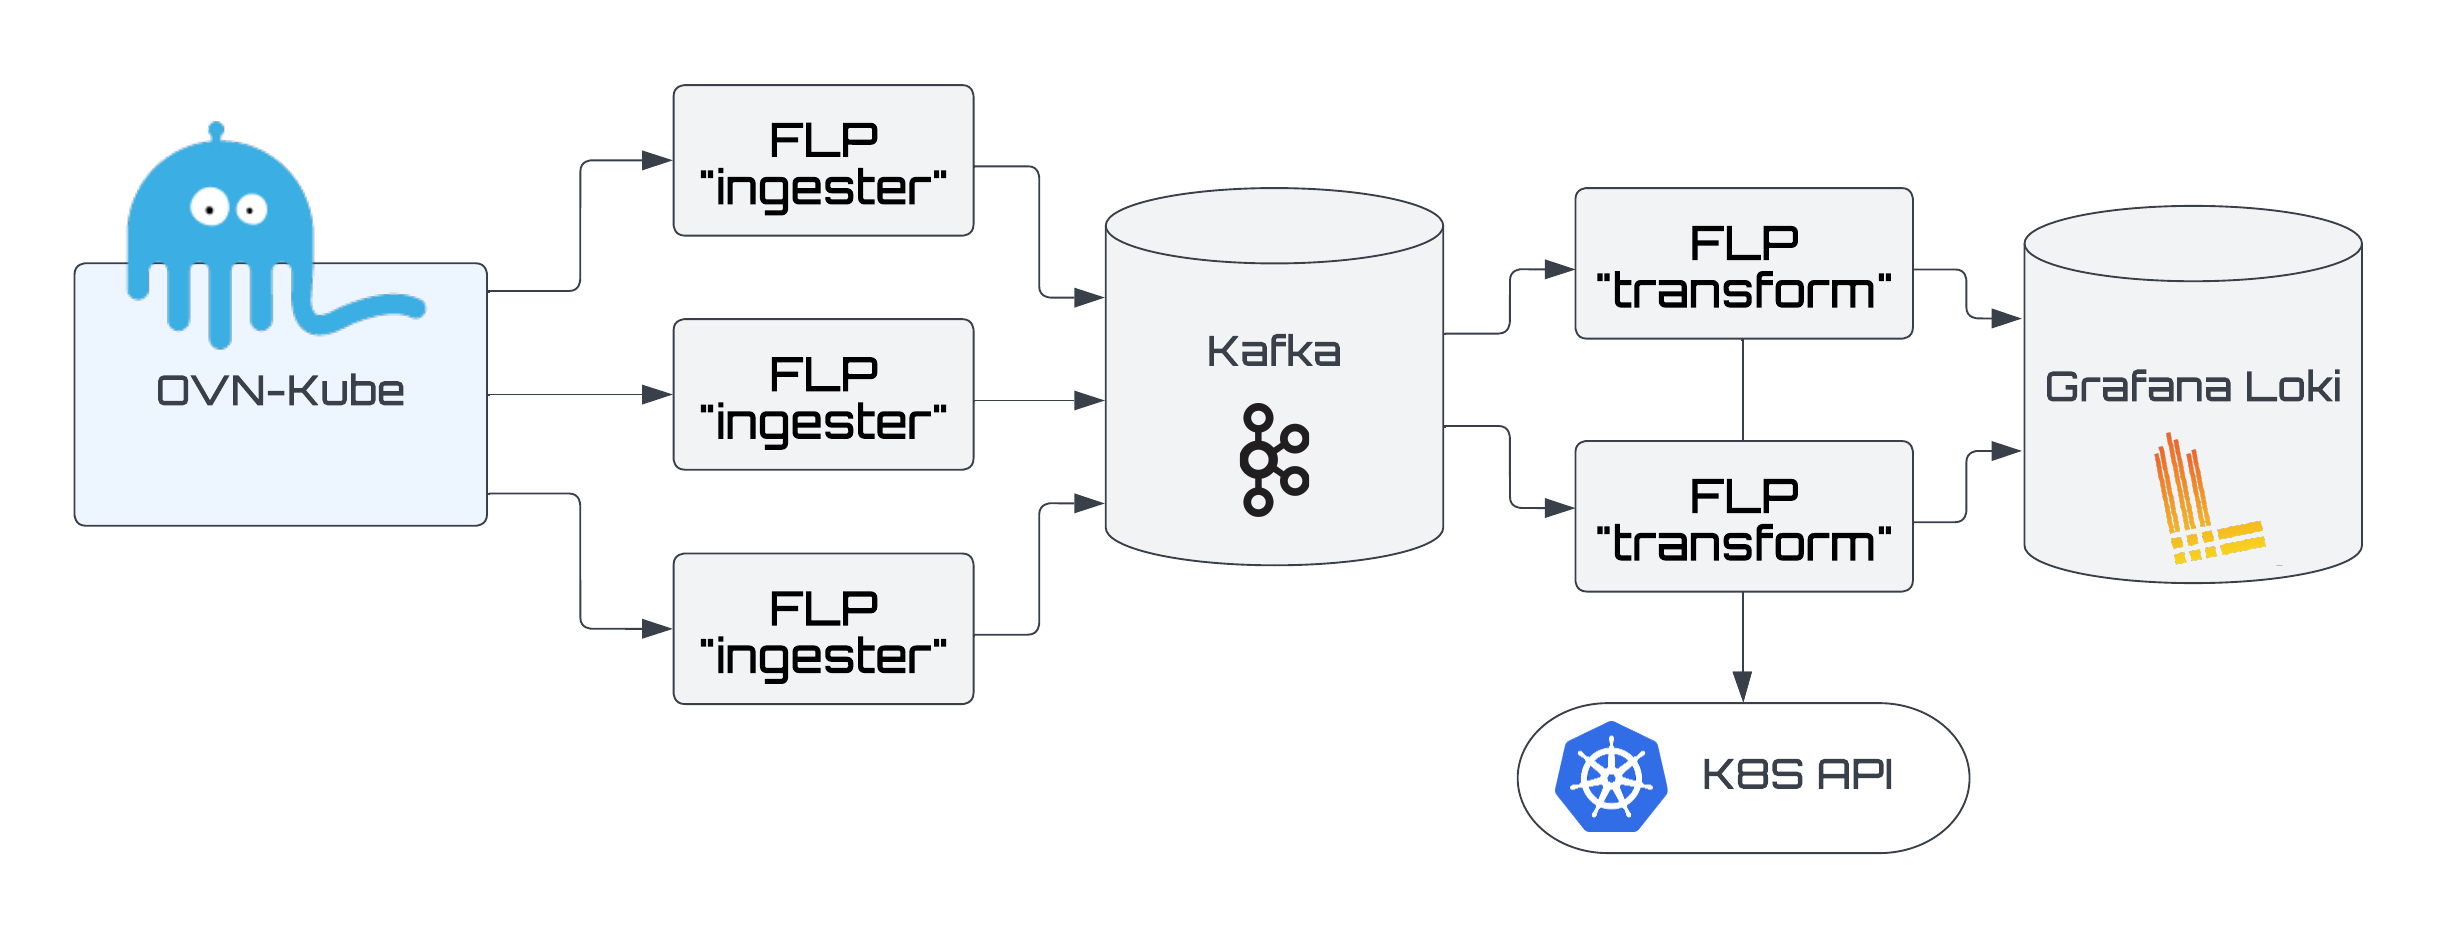 OVN-Kube
FLP
"ingester"
FLP
"ingester"
FLP
"ingester"
Kafka
FLP
"transform"
FLP
"transform"
Grafana Loki
K8S API